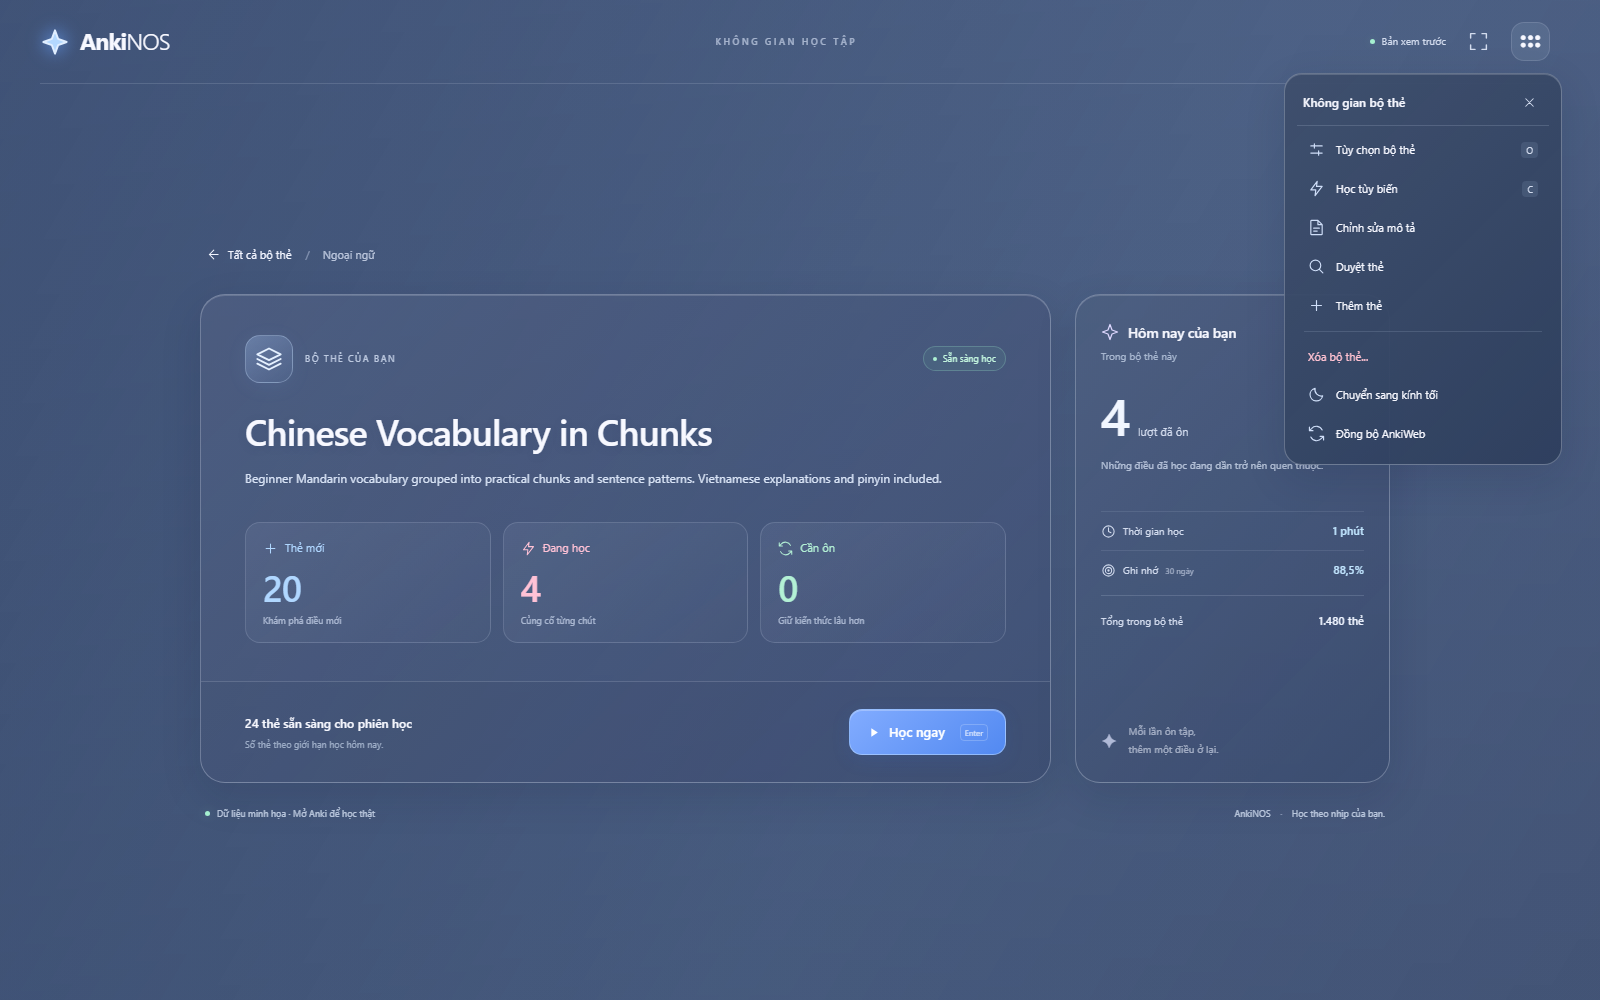 AnkiNOS
KHÔNG GIAN HỌC TẬP
Bản xem trước
Không gian bộ thẻ
Tùy chọn bộ thẻ
O
Học tùy biến
C
Chỉnh sửa mô tả
Duyệt thẻ
Thêm thẻ
Xóa bộ thẻ...
Chuyển sang kính tối
Đồng bộ AnkiWeb
Tất cả bộ thẻ / Ngoại ngữ
BỘ THẺ CỦA BẠN
Sẵn sàng học
Chinese Vocabulary in Chunks
Beginner Mandarin vocabulary grouped into practical chunks and sentence patterns. Vietnamese explanations and pinyin included.
Thẻ mới
20
Khám phá điều mới
Đang học
4
Củng cố từng chút
Cần ôn
0
Giữ kiến thức lâu hơn
24 thẻ sẵn sàng cho phiên học
Số thẻ theo giới hạn học hôm nay.
Học ngay
Enter
Hôm nay của bạn
Trong bộ thẻ này
4 lượt đã ôn
Những điều đã học đang dần trở nên quen thuộc.
Thời gian học 1 phút
Ghi nhớ 30 ngày 88,5%
Tổng trong bộ thẻ 1.480 thẻ
Mỗi lần ôn tập,
thêm một điều ở lại.
Dữ liệu minh họa · Mở Anki để học thật
AnkiNOS · Học theo nhịp của bạn.